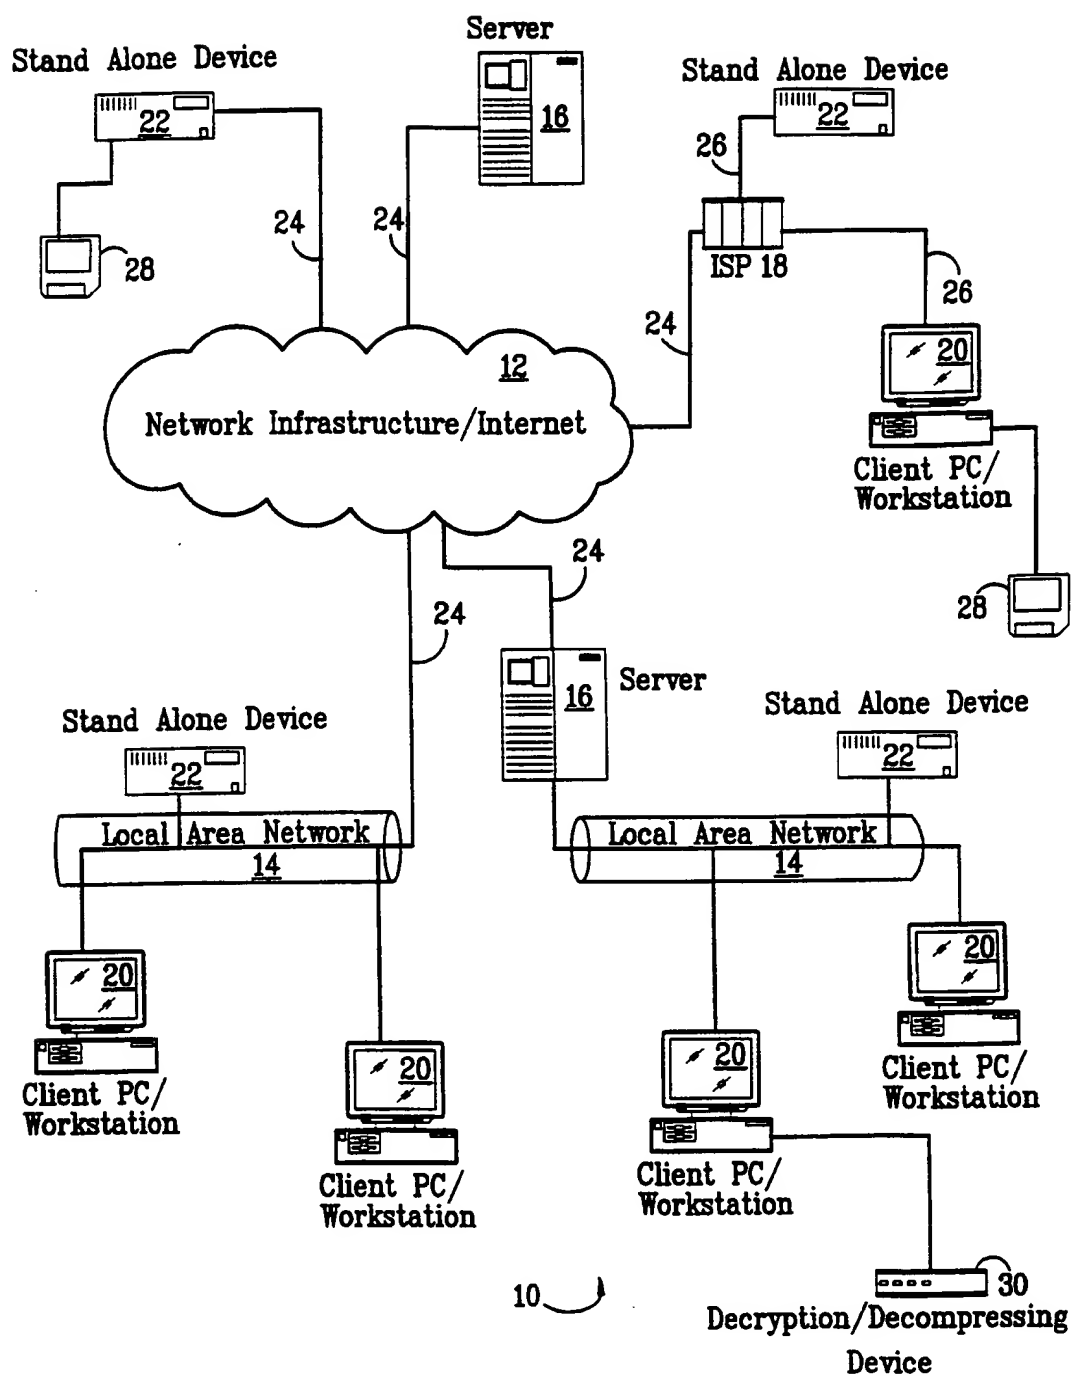 Server
Stand Alone Device
Stand Alone Device
22
16
22
26
24
24
28
ISP 18
26
24
12
20
Network Infrastructure/Internet
Client PC/
Workstation
24
28
24
16
Server
Stand Alone Device
Stand Alone Device
22
22
Local Area Network
14
Local Area Network
14
20
20
Client PC/
Workstation
20
Client PC/
Workstation
20
Client PC/
Workstation
Client PC/
Workstation
10
30
Decryption/Decompressing
Device